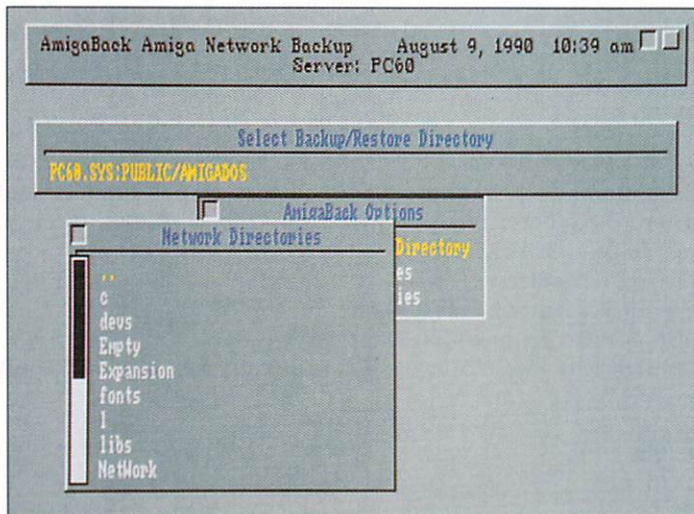 AmigaBack Amiga Network Backup August 9, 1990 10:39 am
Server: PC60
Select Backup/Restore Directory
PC60.SYS:PUBLIC/AMIGADOS
AmigaBack Options
Directory
es
ies
Network Directories
..
c
devs
Empty
Expansion
fonts
l
libs
NetWork